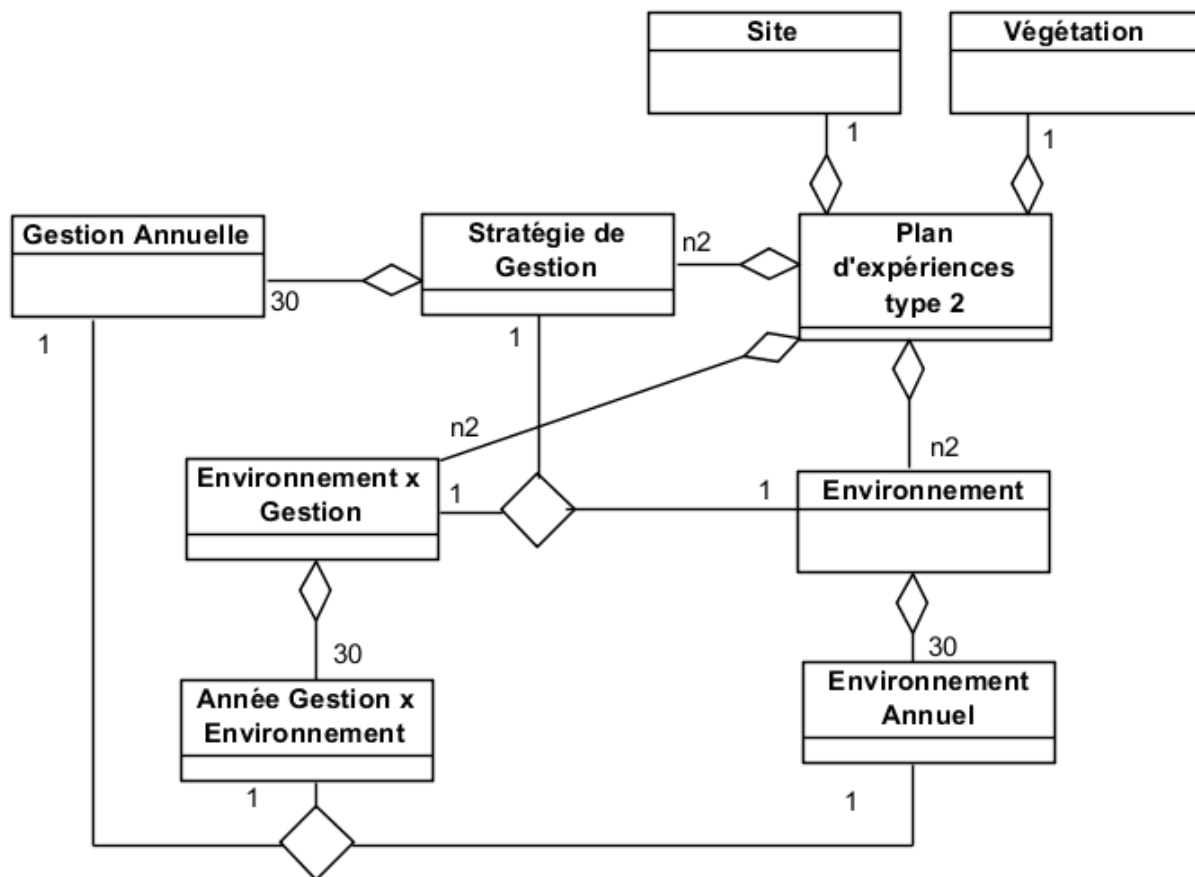 Site
Végétation
1
1
Gestion Annuelle
Stratégie de
Gestion
n2
Plan
d'expériences
type 2
30
1
1
n2
n2
Environnement x
Gestion
1
1
Environnement
30
30
Année Gestion x
Environnement
Environnement
Annuel
1
1